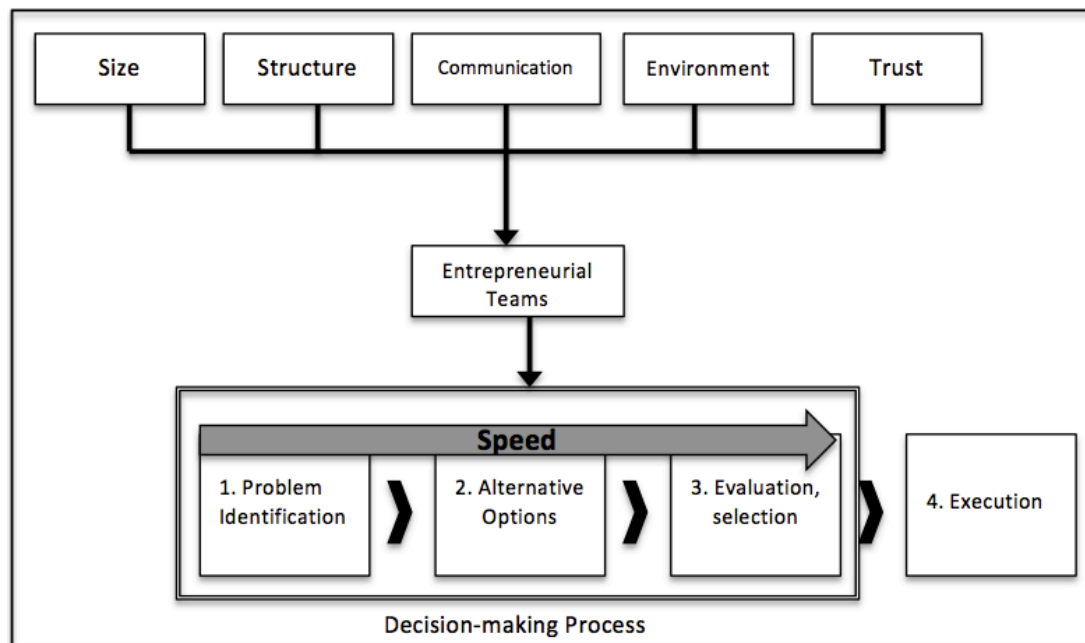 Size
Structure
Communication
Environment
Trust
Entrepreneurial
Teams
Speed
1. Problem
Identification
2. Alternative
Options
3. Evaluation,
selection
4. Execution
Decision-making Process